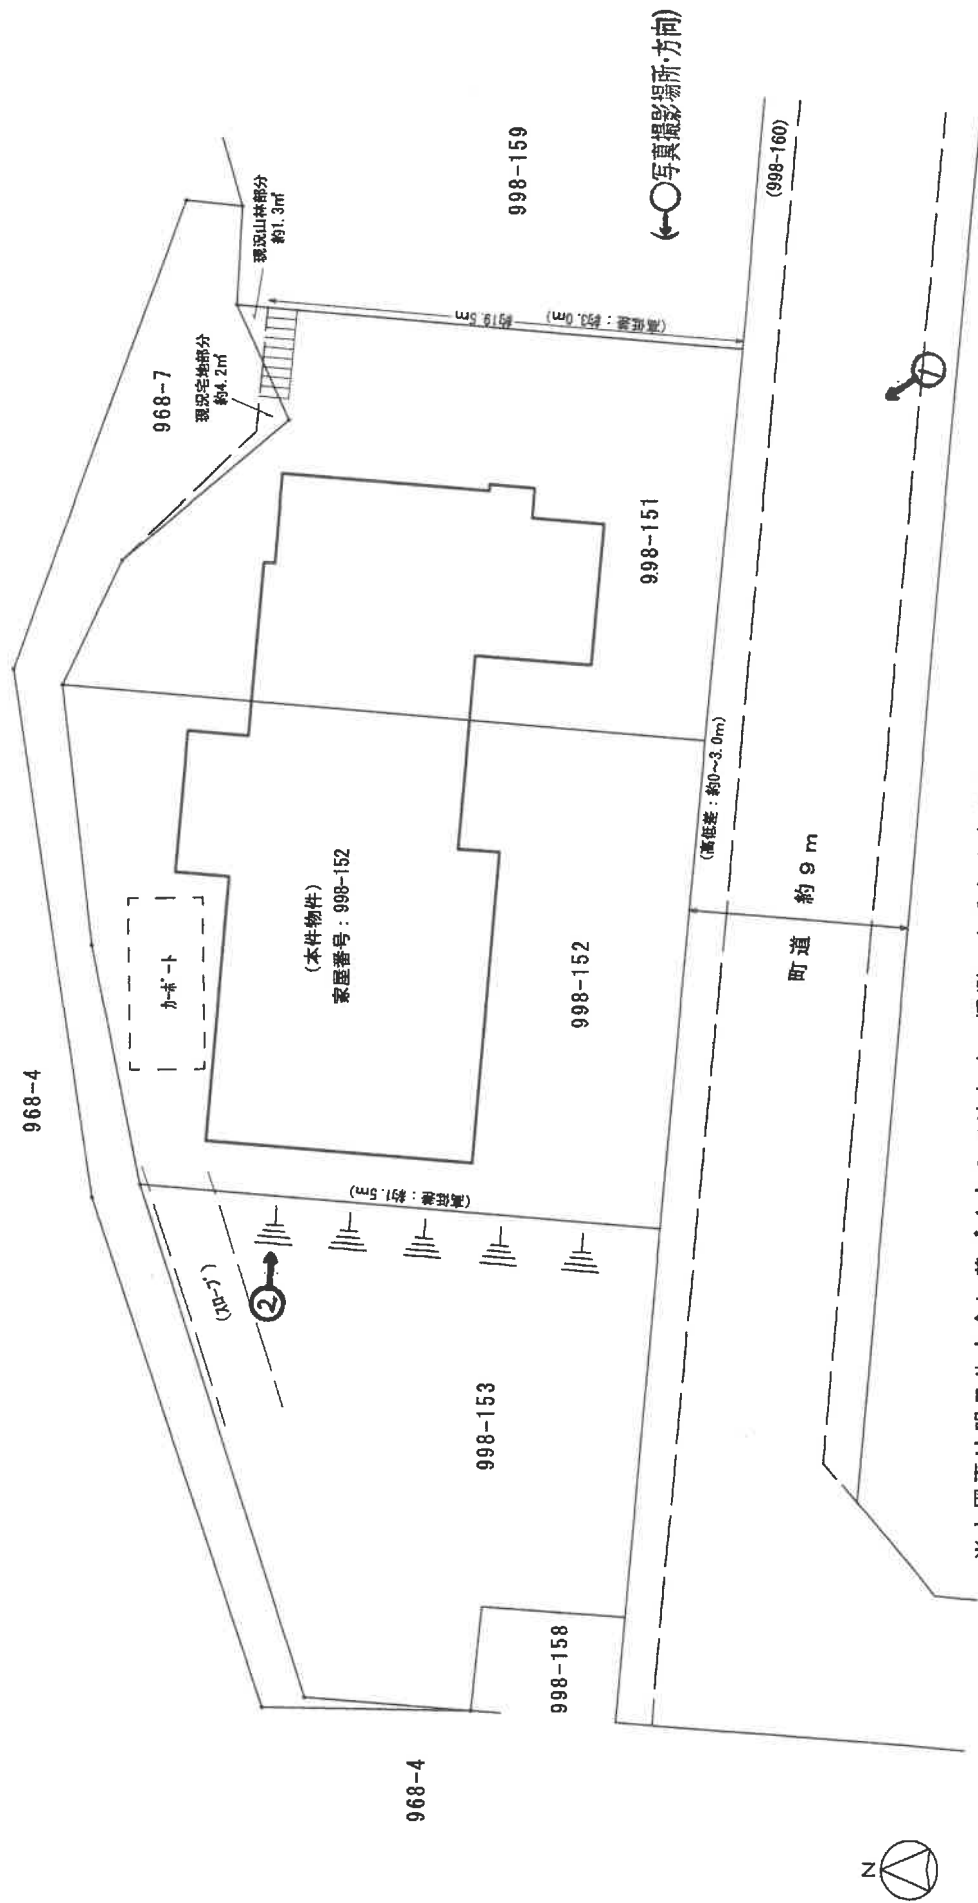 968-4
968-4
968-7
現況宅地部分
約4.2㎡
現況山林部分
約1.3㎡
998-159
(←○写真撮影場所・方向)
(高低差：約3.0m) 約19.5m
カーポート
(本件物件)
家屋番号：998-152
(スロープ)
②
(高低差：約1.5m)
998-153
998-152
998-151
998-158
(高低差：約0~3.0m)
(998-160)
町道 約9m
①
N